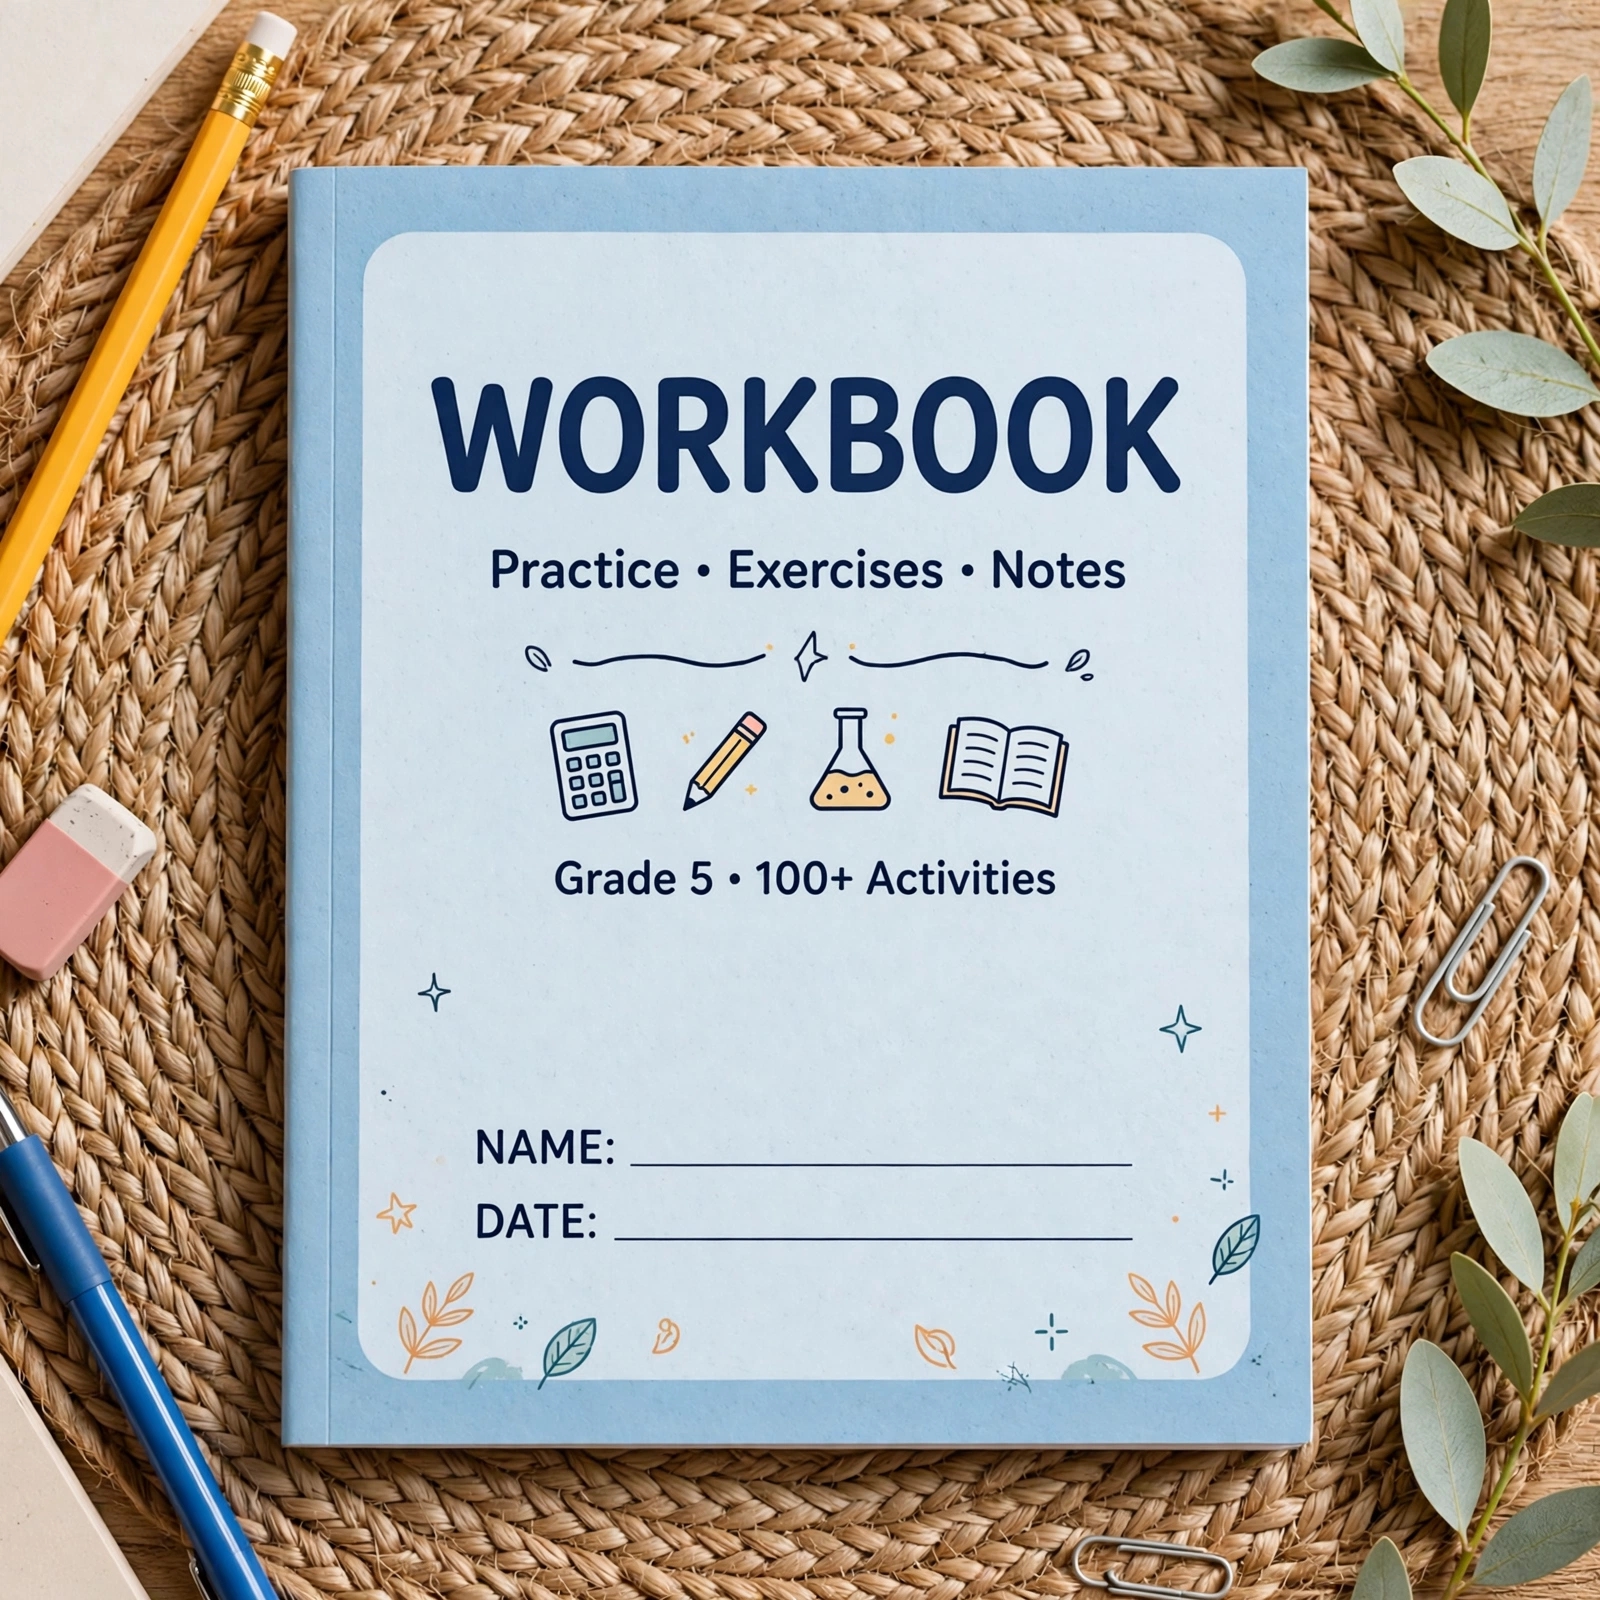 WORKBOOK
Practice • Exercises • Notes
Grade 5 • 100+ Activities
NAME:
DATE: